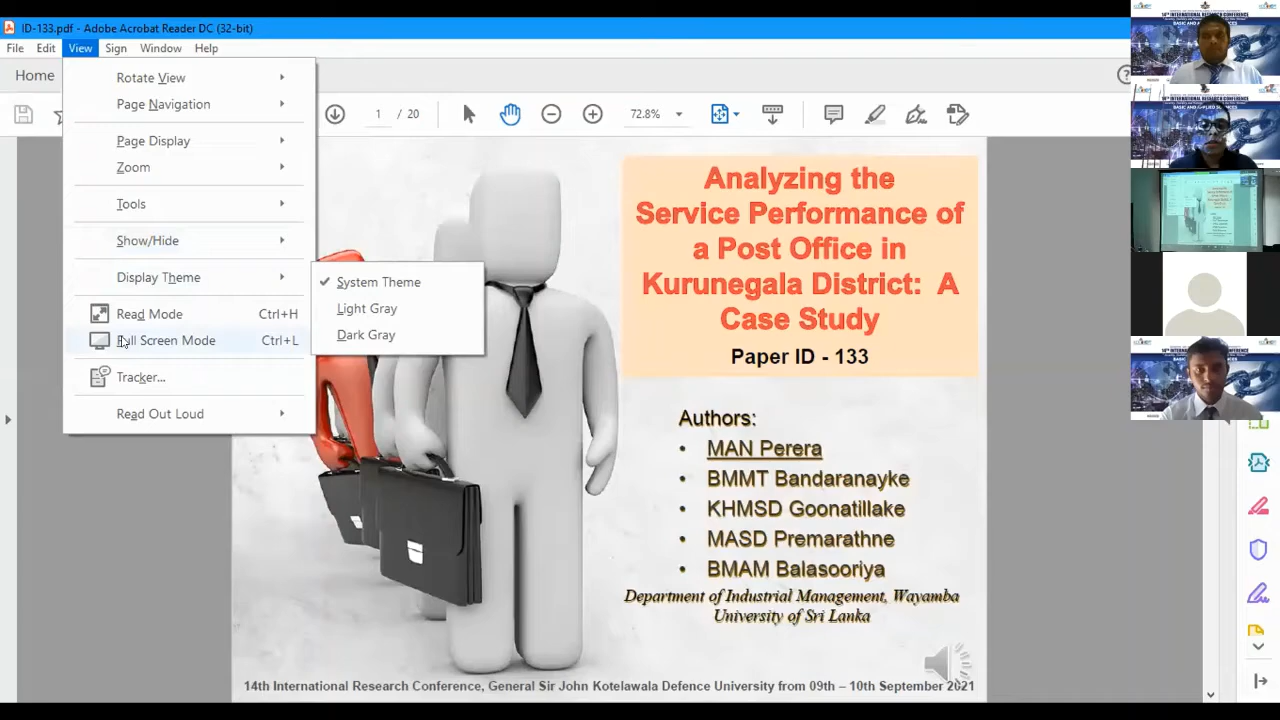 ID-133.pdf - Adobe Acrobat Reader DC (32-bit)
File Edit View Sign Window Help
Home
Rotate View
Page Navigation
Page Display
Zoom
Tools
Show/Hide
Display Theme
Read Mode Ctrl+H
Full Screen Mode Ctrl+L
Tracker...
Read Out Loud
System Theme
Light Gray
Dark Gray
1 / 20
72.8%
Analyzing the
Service Performance of
a Post Office in
Kurunegala District: A
Case Study
Paper ID - 133
Authors:
• MAN Perera
• BMMT Bandaranayke
• KHMSD Goonatillake
• MASD Premarathne
• BMAM Balasooriya
Department of Industrial Management, Wayamba
University of Sri Lanka
14th International Research Conference, General Sir John Kotelawala Defence University from 09th – 10th September 2021
14TH INTERNATIONAL RESEARCH CONFERENCE